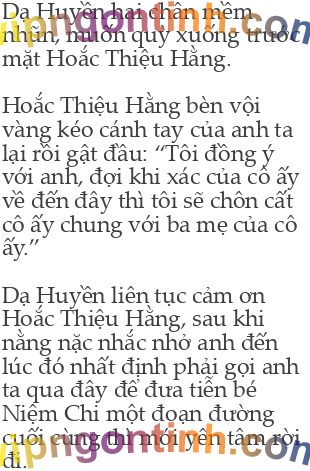 Dạ Huyền hai chân mềm
nhũn, muốn quỳ xuống trước
mặt Hoắc Thiệu Hằng.
Hoắc Thiệu Hằng bèn vội
vàng kéo cánh tay của anh ta
lại rồi gật đầu: “Tôi đồng ý
với anh, đợi khi xác của cô ấy
về đến đây thì tôi sẽ chôn cất
cô ấy chung với ba mẹ của cô
ấy.”
Dạ Huyền liên tục cảm ơn
Hoắc Thiệu Hằng, sau khi
nằng nặc nhắc nhở anh đến
lúc đó nhất định phải gọi anh
ta qua đây để đưa tiễn bé
Niệm Chi một đoạn đường
cuối cùng thì mới yên tâm rời
đi.